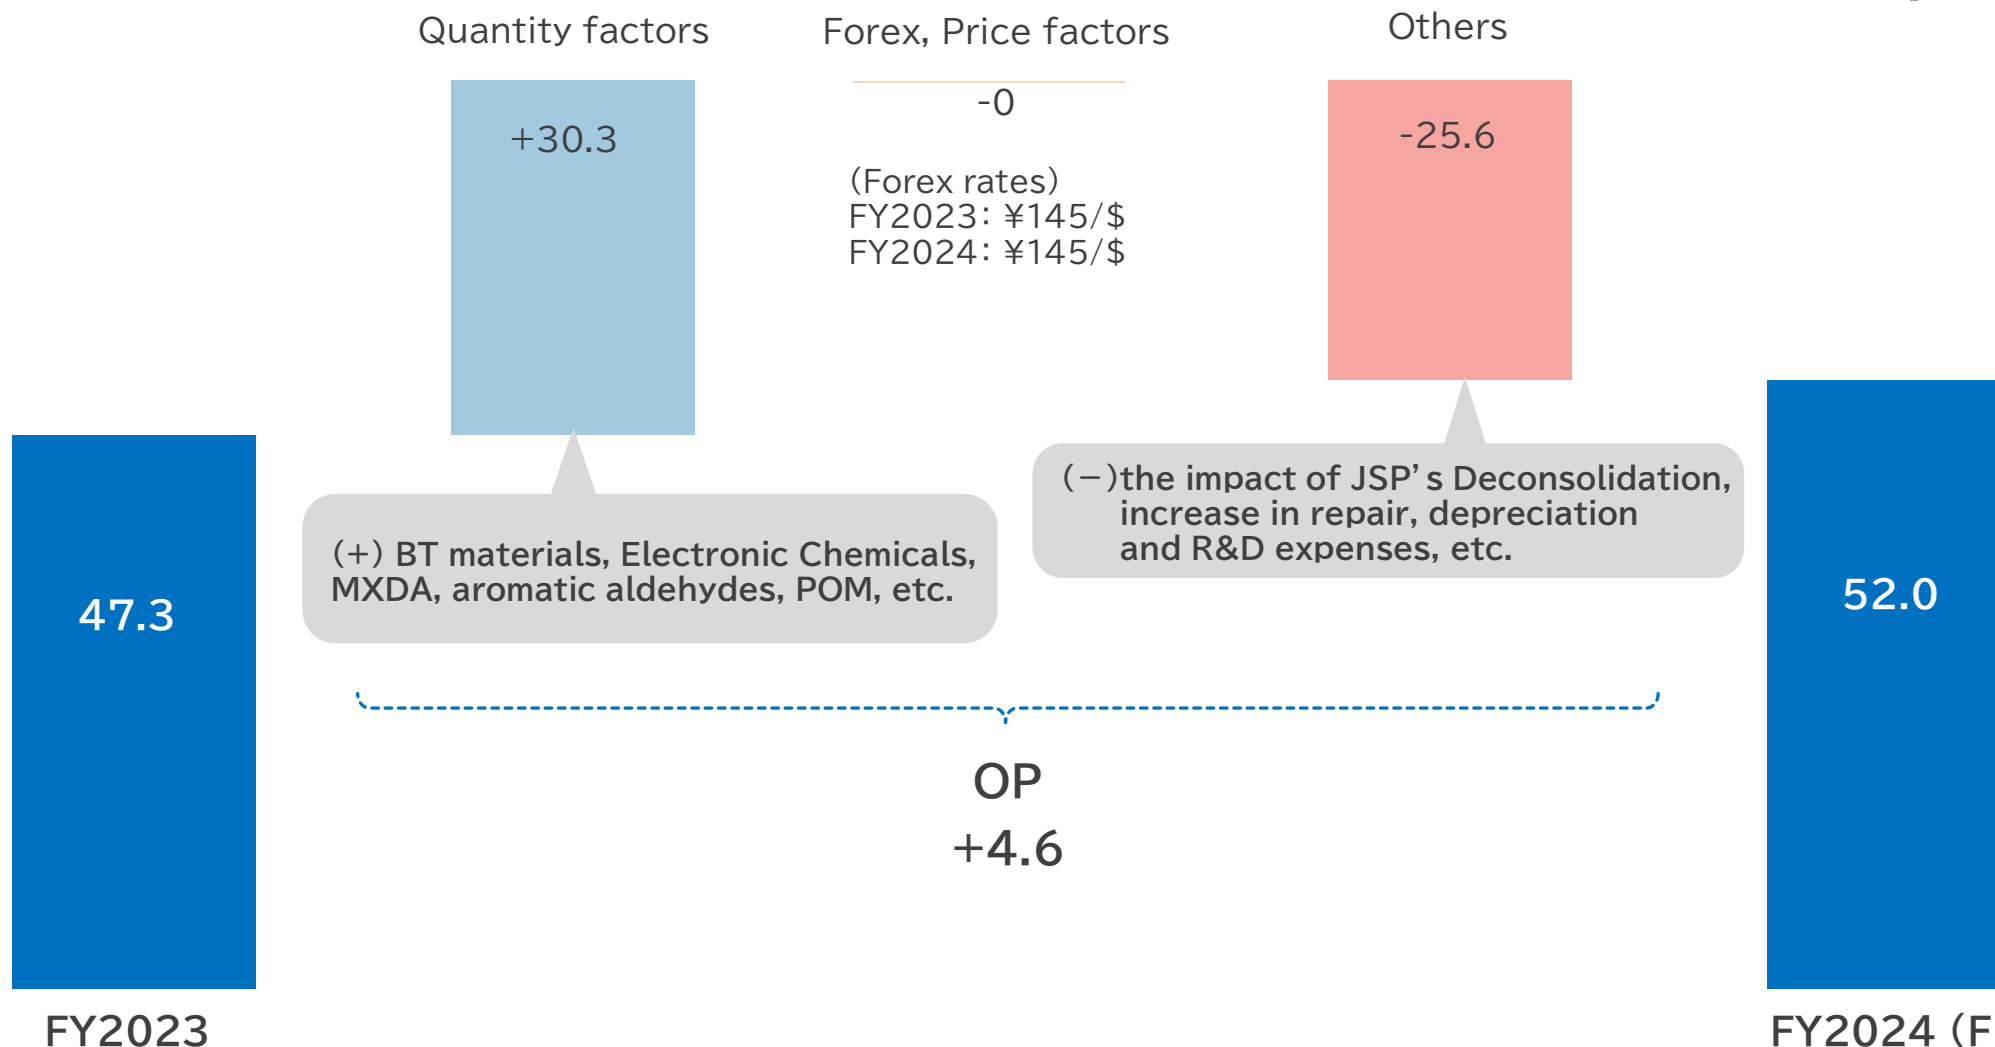 Quantity factors
Forex, Price factors
Others
+30.3
-0
-25.6
(Forex rates)
FY2023: ¥145/$
FY2024: ¥145/$
(−)the impact of JSP’s Deconsolidation,
increase in repair, depreciation
and R&D expenses, etc.
(+) BT materials, Electronic Chemicals,
MXDA, aromatic aldehydes, POM, etc.
47.3
52.0
OP
+4.6
FY2023
FY2024 (F